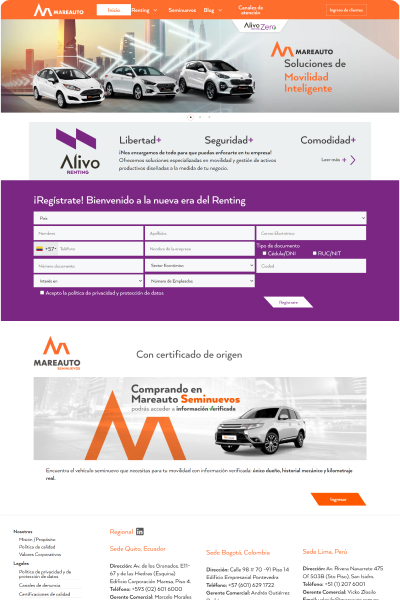 MAREAUTO
Inicio
Renting
Seminuevos
Blog
Canales de
atención
Ingreso de clientes
Alivo Zero
MAREAUTO
Soluciones de
Movilidad
Inteligente
Alivo
RENTING
Libertad+
Seguridad+
Comodidad+
¡Nos encargamos de todo para que puedas enfocarte en tu empresa!
Ofrecemos soluciones especializadas en movilidad y gestión de activos
productivos diseñadas a la medida de tu negocio.
Leer más +
¡Regístrate! Bienvenido a la nueva era del Renting
País
Nombres
Apellidos
Correo Electrónico
+57
Teléfono
Nombre de la empresa
Tipo de documento
Cédula/DNI
RUC/NIT
Número documento
Sector Económico
Ciudad
Interés en
Número de Empleados
Acepto la política de privacidad y protección de datos
Registrate
MAREAUTO
SEMINUEVOS
Con certificado de origen
Comprando en
Mareauto Seminuevos
podrás acceder a información verificada
Encuentra el vehículo seminuevo que necesitas para tu movilidad con información verificada: único dueño, historial mecánico y kilometraje
real.
Ingresar
Nosotros
Misión /Propósito
Política de calidad
Valores Corporativos
Legales
Política de privacidad y
protección de datos
Canales de denuncia
Certificaciones de calidad
Regional
Sede Quito, Ecuador
Dirección: Av. de los Granados. E11-
67 y de las Hiedras (Esquina)
Edificio Corporación Maresa, Piso 4.
Teléfono: +593 (02) 601 6000
Gerente Comercial: Marcelo Morales
Sede Bogotá, Colombia
Dirección: Calle 98 # 70 -91 Piso 14
Edificio Empresarial Pontevedra
Teléfono: +57 (601) 629 1722
Gerente Comercial: Andrés Gutiérrez
Sede Lima, Perú
Dirección: Av. Rivera Navarrete 475
Of 503B (5to Piso). San Isidro.
Teléfono: +51 (1) 207 6001
Gerente Comercial: Vicko Zlosilo